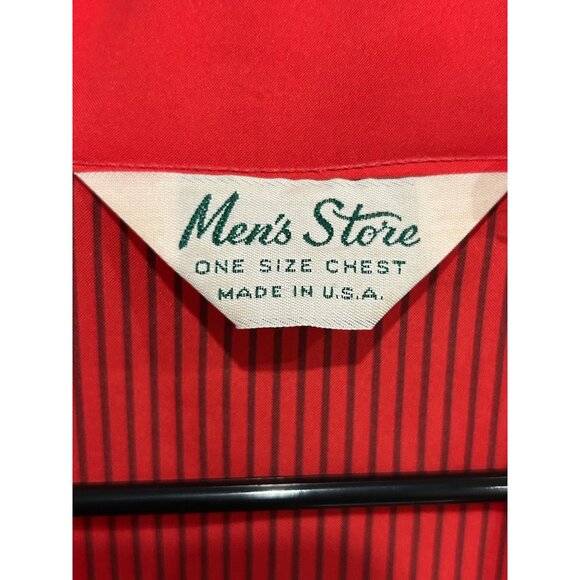 Men's Store
ONE SIZE CHEST
MADE IN U.S.A.